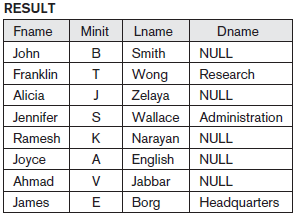 RESULT
Fname Minit Lname Dname
John B Smith NULL
Franklin T Wong Research
Alicia J Zelaya NULL
Jennifer S Wallace Administration
Ramesh K Narayan NULL
Joyce A English NULL
Ahmad V Jabbar NULL
James E Borg Headquarters